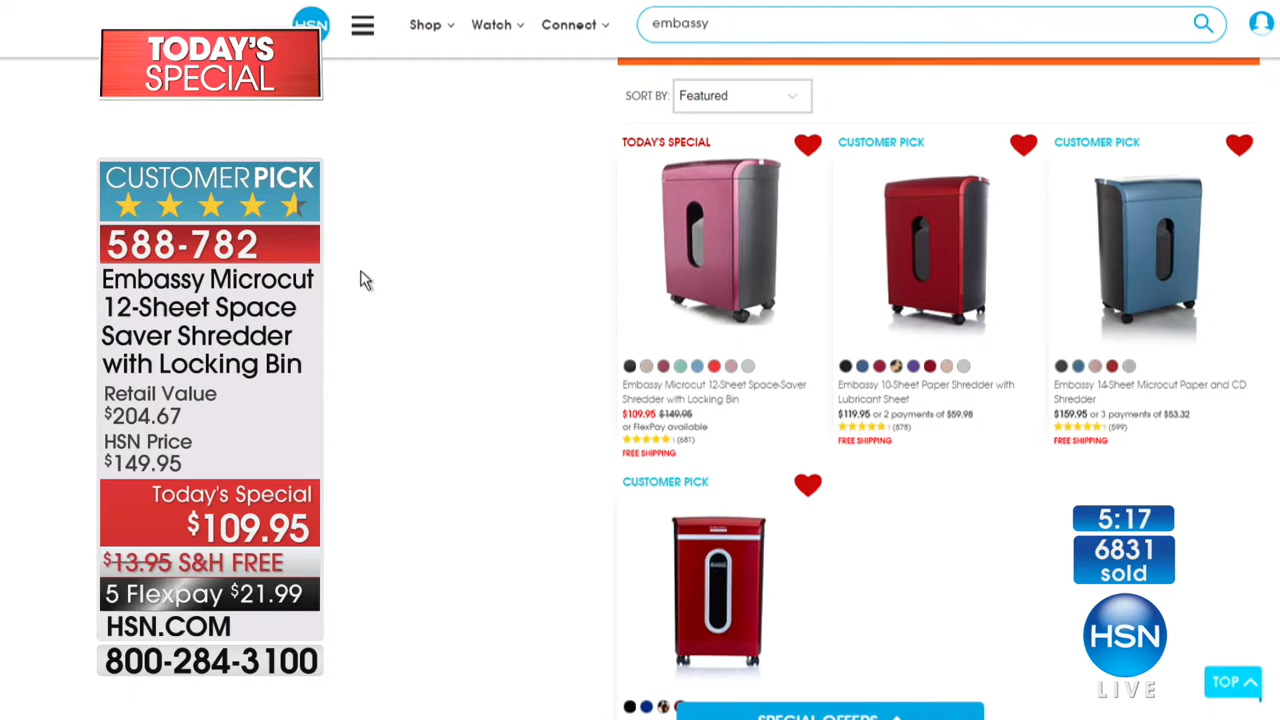 HSN
Shop
Watch
Connect
embassy
TODAY'S
SPECIAL
CUSTOMER PICK
588-782
Embassy Microcut
12-Sheet Space
Saver Shredder
with Locking Bin
Retail Value
$204.67
HSN Price
$149.95
Today's Special
$109.95
$13.95 S&H FREE
5 Flexpay $21.99
HSN.COM
800-284-3100
SORT BY: Featured
TODAY'S SPECIAL
Embassy Microcut 12-Sheet Space-Saver
Shredder with Locking Bin
$109.95 $149.95
or FlexPay available
(681)
FREE SHIPPING
CUSTOMER PICK
Embassy 10-Sheet Paper Shredder with
Lubricant Sheet
$119.95 or 2 payments of $59.98
(878)
FREE SHIPPING
CUSTOMER PICK
Embassy 14-Sheet Microcut Paper and CD
Shredder
$159.95 or 3 payments of $53.32
(599)
FREE SHIPPING
CUSTOMER PICK
SPECIAL OFFERS
5:17
6831
sold
HSN
LIVE
TOP